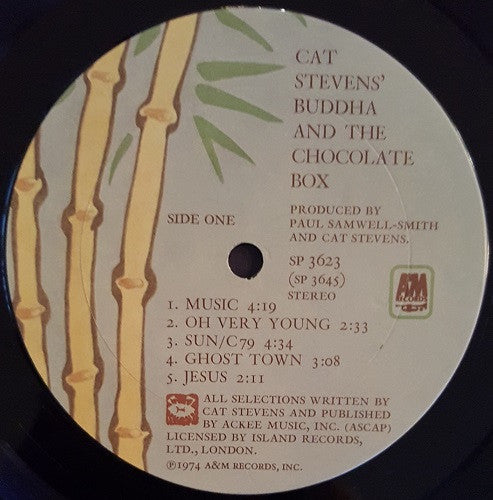 CAT
STEVENS'
BUDDHA
AND THE
CHOCOLATE
BOX
SIDE ONE
PRODUCED BY
PAUL SAMWELL-SMITH
AND CAT STEVENS.
SP 3623
(SP 3645)
STEREO
A&M
RECORDS
1. MUSIC 4:19
2. OH VERY YOUNG 2:33
3. SUN/C79 4:34
4. GHOST TOWN 3:08
5. JESUS 2:11
ALL SELECTIONS WRITTEN BY
CAT STEVENS AND PUBLISHED
BY ACKEE MUSIC, INC. (ASCAP)
LICENSED BY ISLAND RECORDS,
LTD., LONDON.
Ⓟ1974 A&M RECORDS, INC.